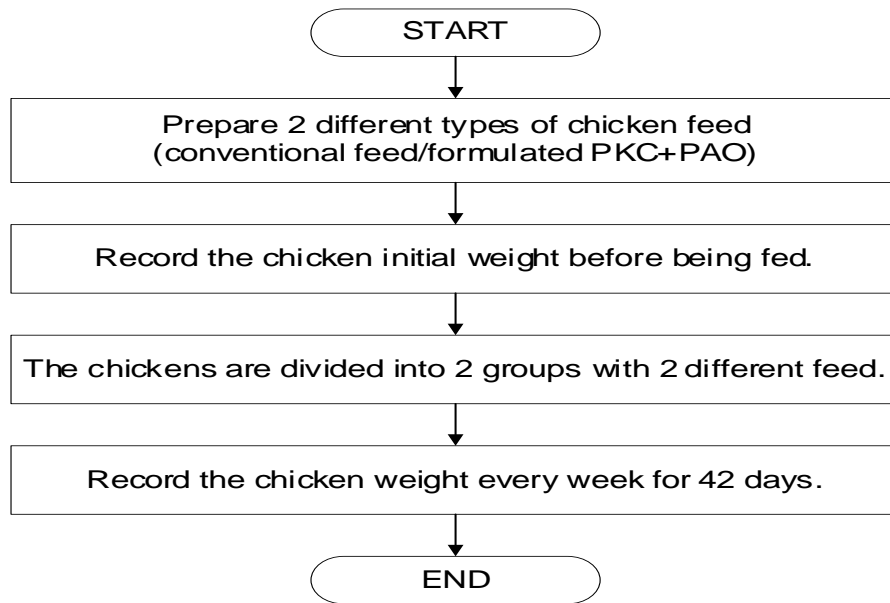 START
Prepare 2 different types of chicken feed
(conventional feed/formulated PKC+PAO)
Record the chicken initial weight before being fed.
The chickens are divided into 2 groups with 2 different feed.
Record the chicken weight every week for 42 days.
END